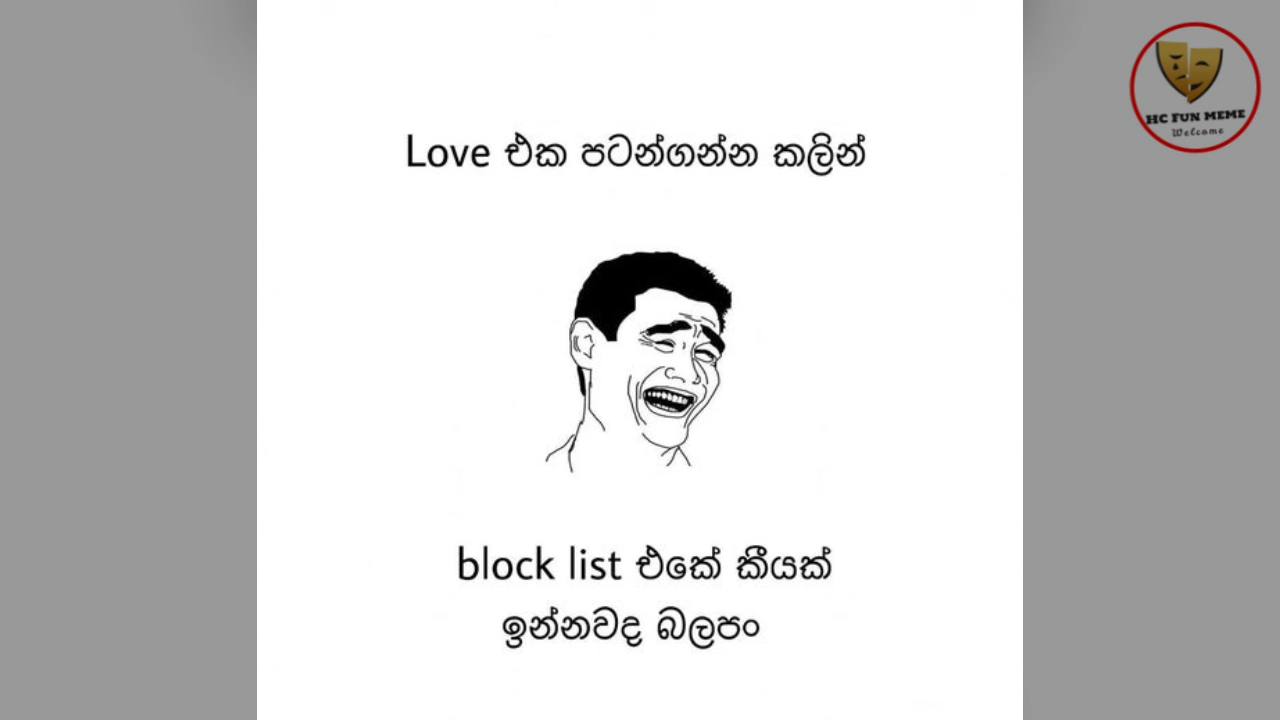 HC FUN MEME
Welcome
Love එක පටන්ගන්න කලින්
block list එකේ කීයක්
ඉන්නවද බලපං